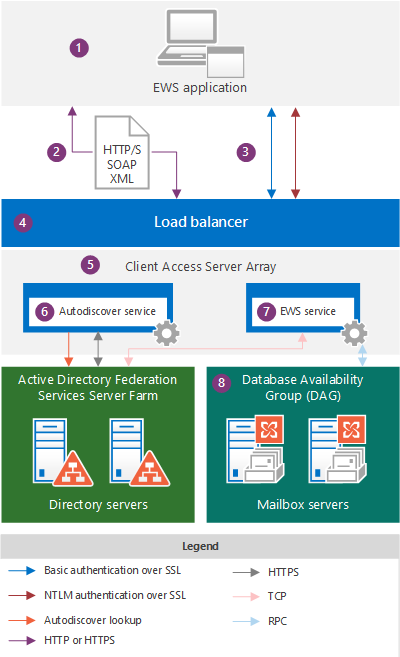 1
EWS application
2
HTTP/S
SOAP
XML
3
4
Load balancer
5
Client Access Server Array
6
Autodiscover service
7
EWS service
Active Directory Federation
Services Server Farm
Directory servers
8
Database Availability
Group (DAG)
Mailbox servers
Legend
Basic authentication over SSL
NTLM authentication over SSL
Autodiscover lookup
HTTP or HTTPS
HTTPS
TCP
RPC